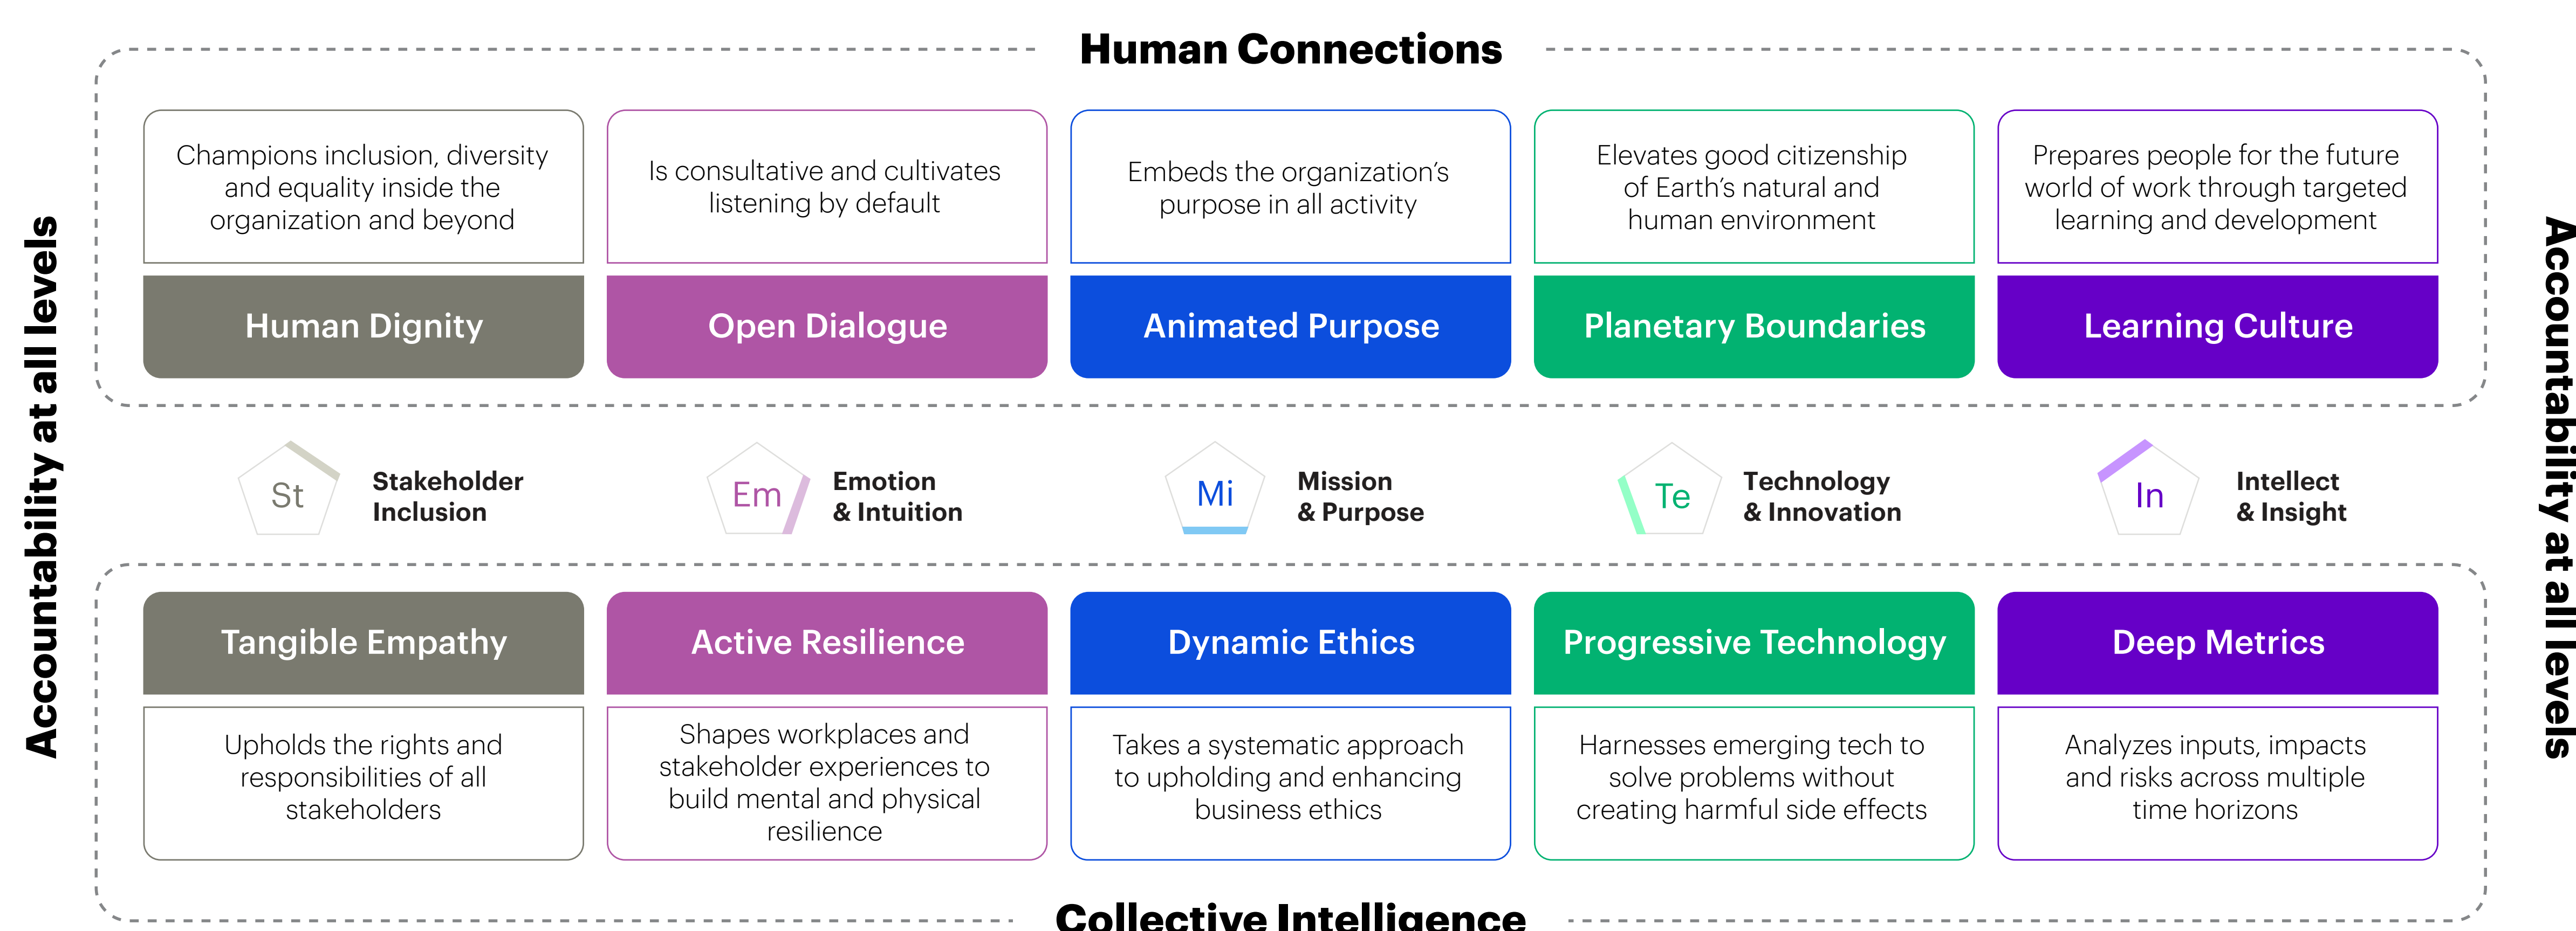 Human Connections
Accountability at all levels
Champions inclusion, diversity
and equality inside the
organization and beyond
Human Dignity
Is consultative and cultivates
listening by default
Open Dialogue
Embeds the organization’s
purpose in all activity
Animated Purpose
Elevates good citizenship
of Earth’s natural and
human environment
Planetary Boundaries
Prepares people for the future
world of work through targeted
learning and development
Learning Culture
Accountability at all levels
St
Stakeholder
Inclusion
Em
Emotion
& Intuition
Mi
Mission
& Purpose
Te
Technology
& Innovation
In
Intellect
& Insight
Tangible Empathy
Upholds the rights and
responsibilities of all
stakeholders
Active Resilience
Shapes workplaces and
stakeholder experiences to
build mental and physical
resilience
Dynamic Ethics
Takes a systematic approach
to upholding and enhancing
business ethics
Progressive Technology
Harnesses emerging tech to
solve problems without
creating harmful side effects
Deep Metrics
Analyzes inputs, impacts
and risks across multiple
time horizons
Collective Intelligence